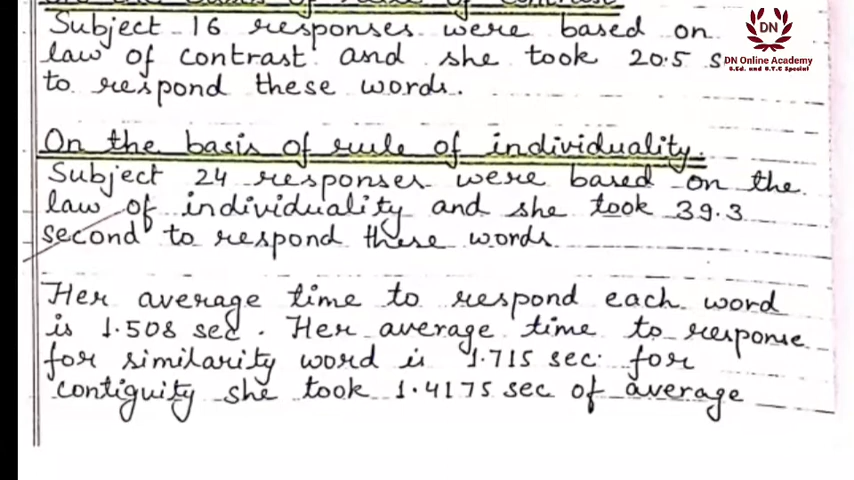 Subject 16 responses were based on
law of contrast and she took 20.5 s
to respond these words.
On the basis of rule of individuality.
Subject 24 responses were based on the
law of individuality and she took 39.3
second to respond these words
Her average time to respond each word
is 1.508 sec. Her average time to response
for similarity word is 1.715 sec. for
contiguity she took 1.4175 sec of average
DN
DN Online Academy
B.Ed. and B.T.C Special